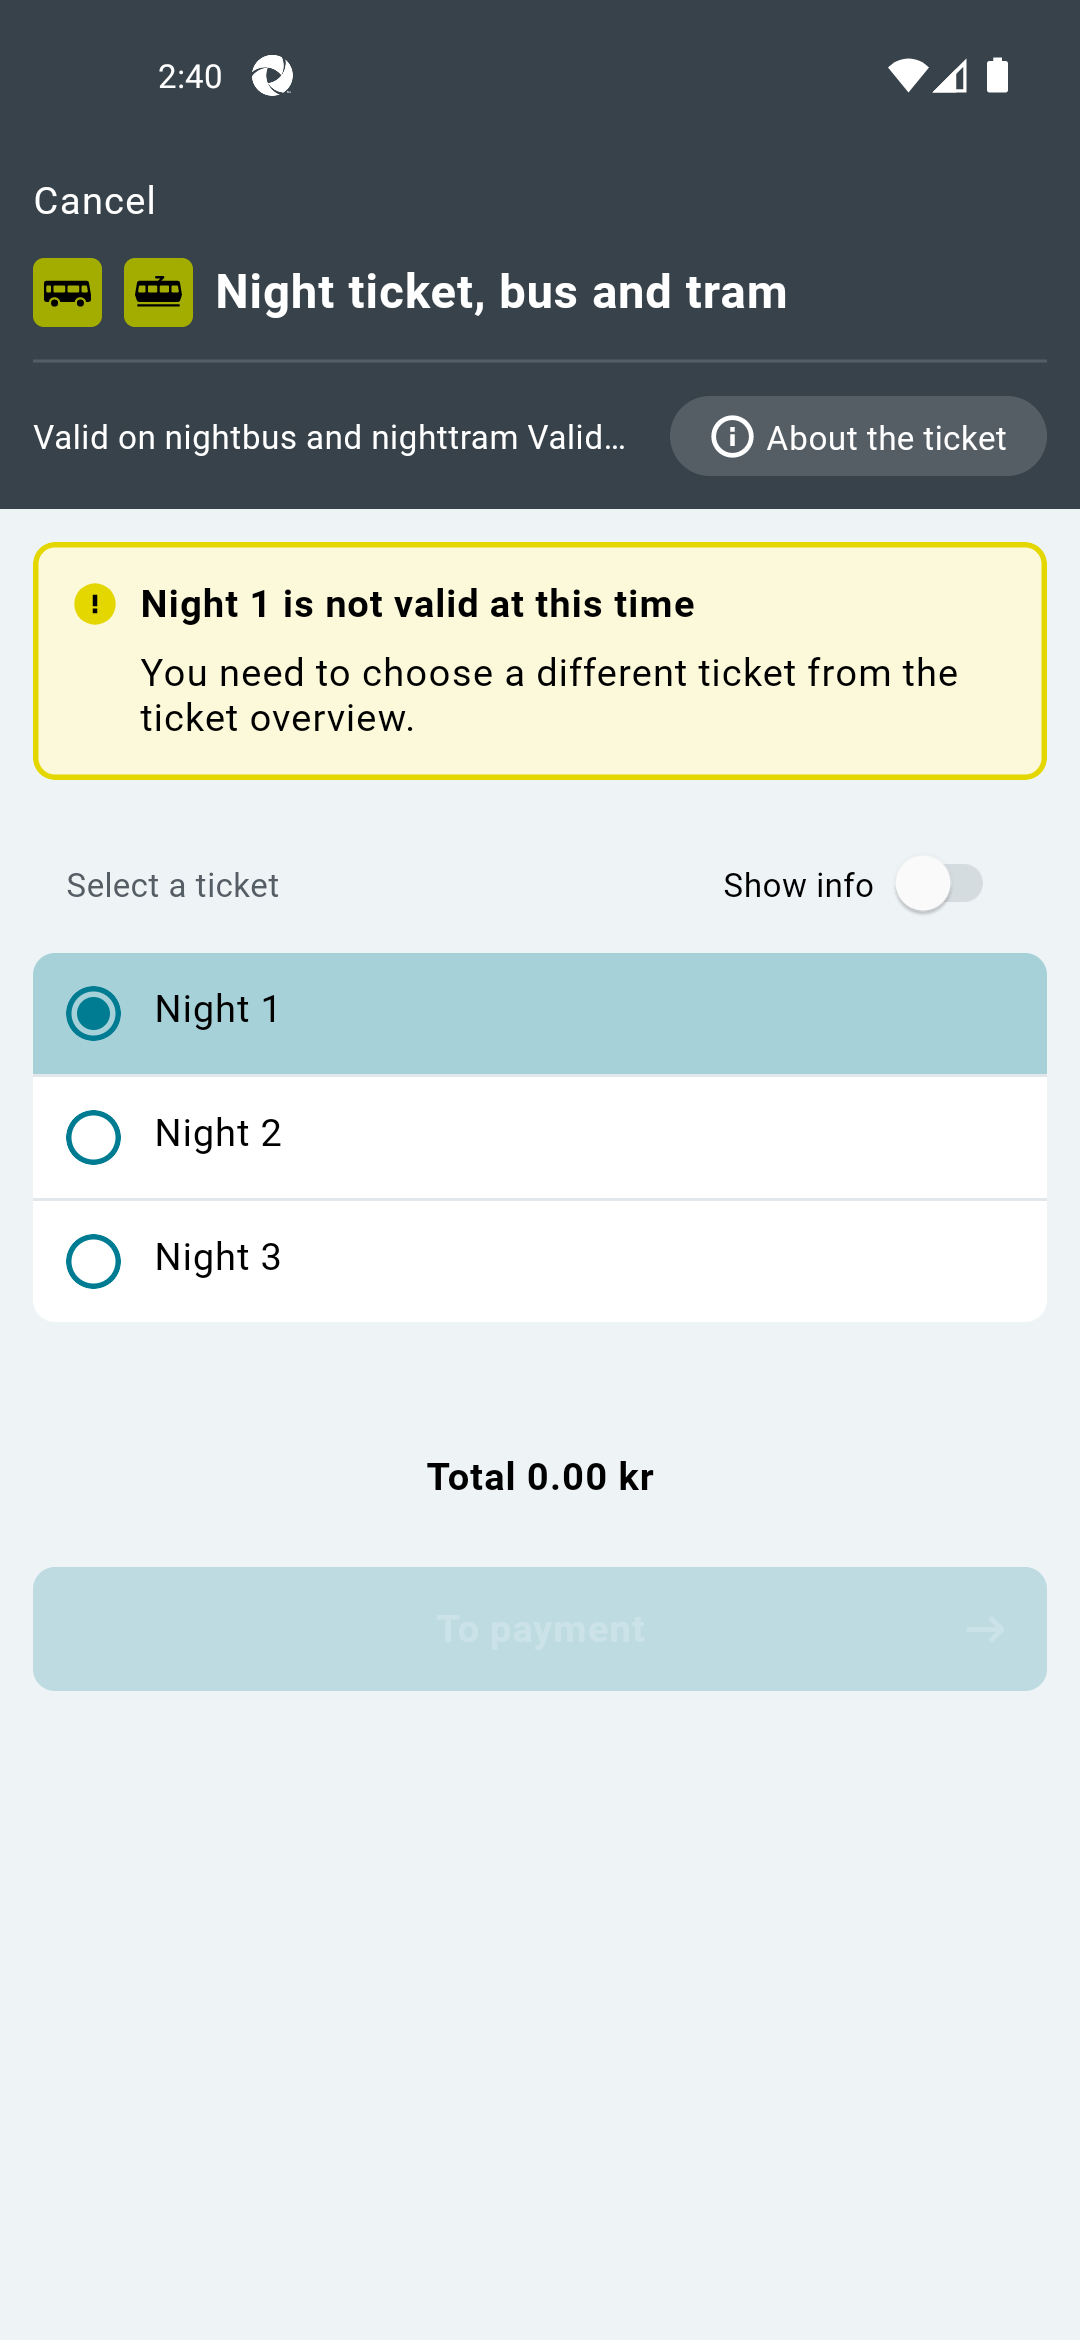 2:40
Cancel
Night ticket, bus and tram
Valid on nightbus and nighttram Valid...
About the ticket
Night 1 is not valid at this time
You need to choose a different ticket from the
ticket overview.
Select a ticket
Show info
Night 1
Night 2
Night 3
Total 0.00 kr
To payment